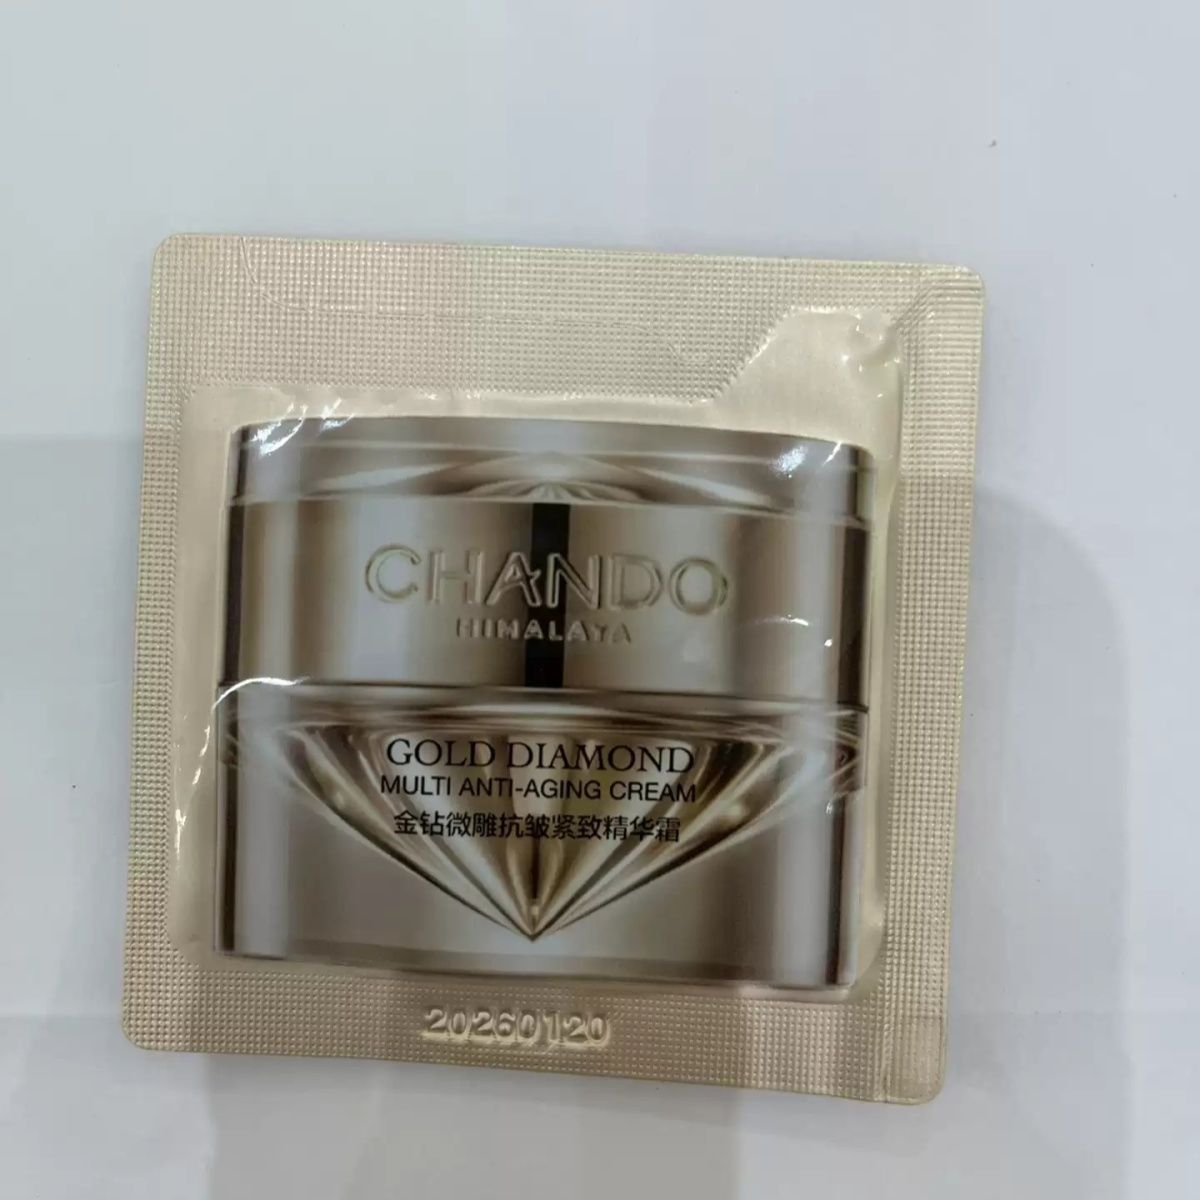 CHANDO
HIMALAYA
GOLD DIAMOND
MULTI ANTI-AGING CREAM
金钻微雕抗皱紧致精华霜
20260120